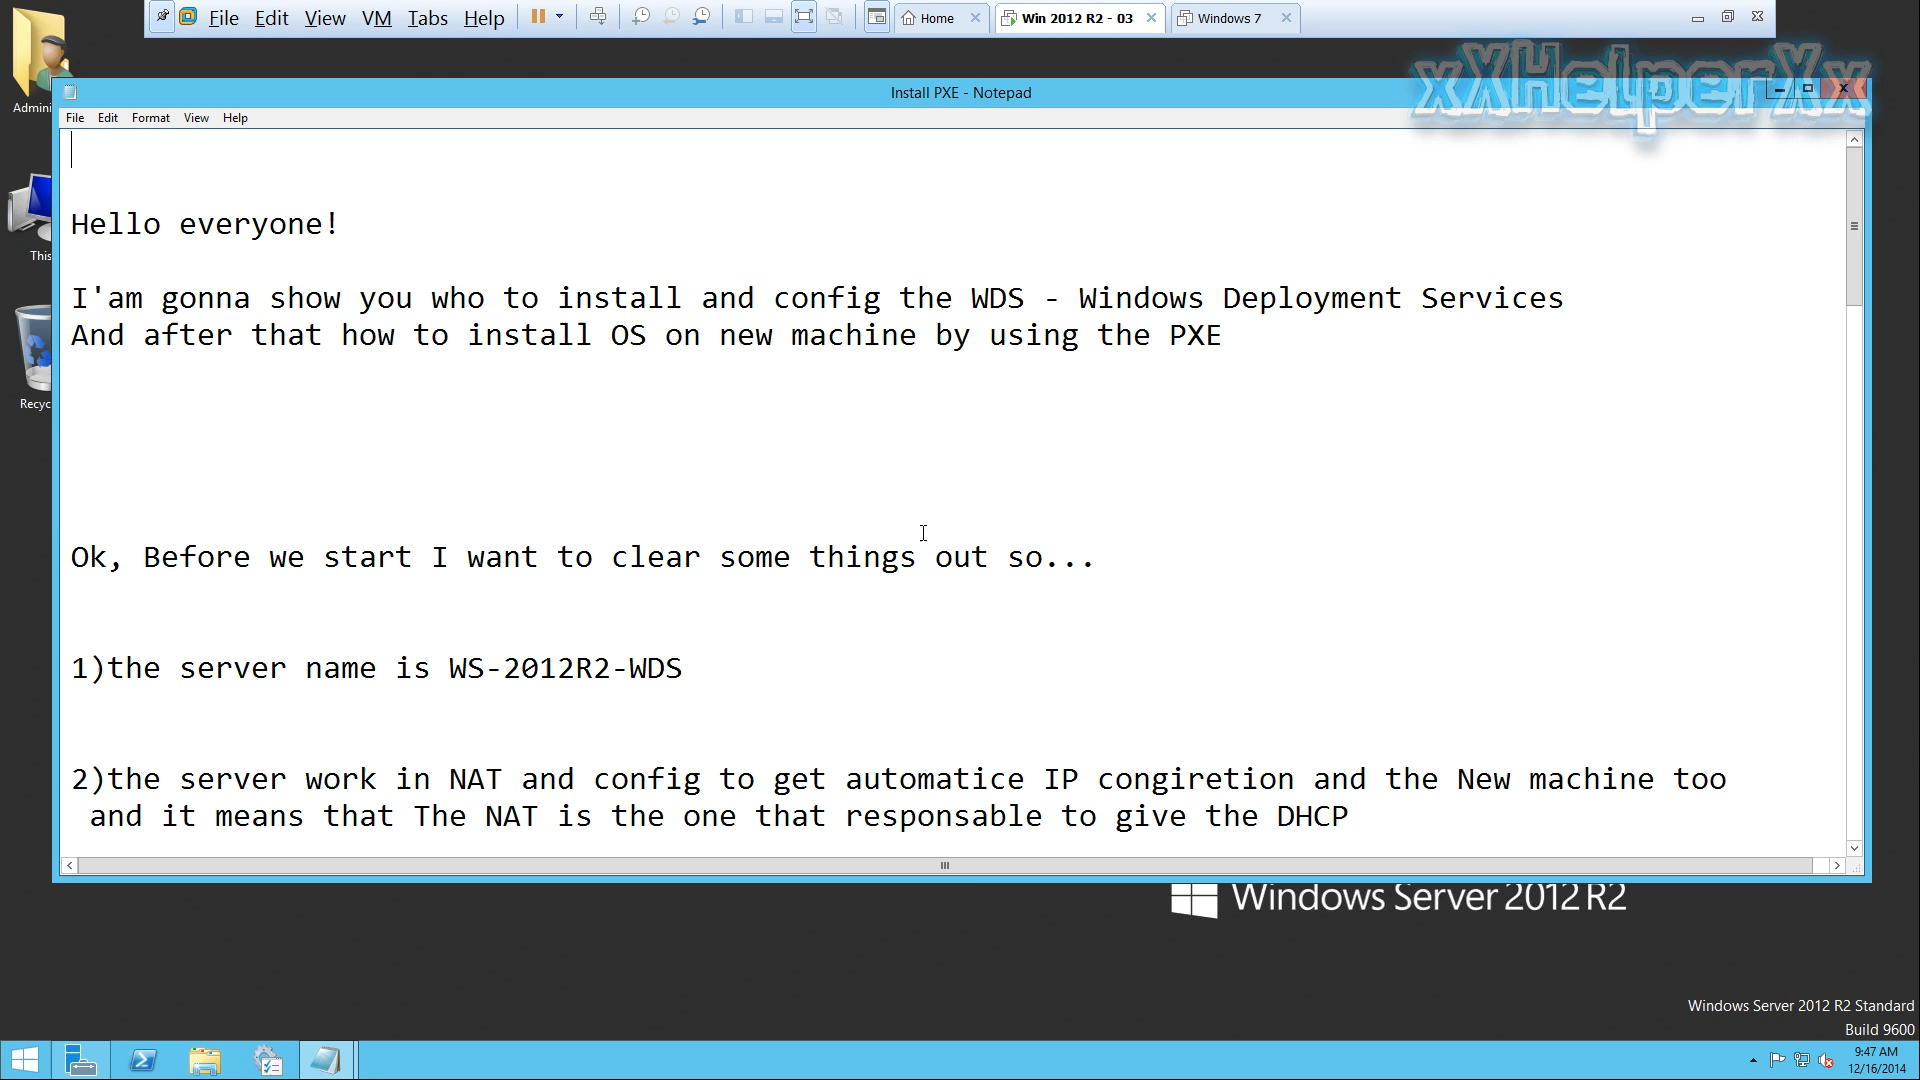 File Edit View VM Tabs Help Home Win 2012 R2 - 03 Windows 7
xXHelperXx
Admini
Install PXE - Notepad
File Edit Format View Help
Hello everyone!
This
I'am gonna show you who to install and config the WDS - Windows Deployment Services
And after that how to install OS on new machine by using the PXE
Recyc
Ok, Before we start I want to clear some things out so...
1)the server name is WS-2012R2-WDS
2)the server work in NAT and config to get automatice IP congiretion and the New machine too
and it means that The NAT is the one that responsable to give the DHCP
Windows Server 2012 R2
Windows Server 2012 R2 Standard
Build 9600
9:47 AM
12/16/2014